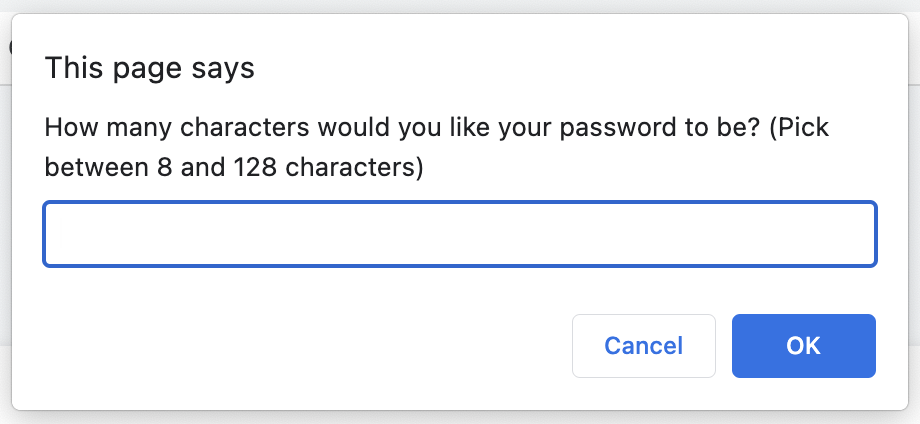 This page says
How many characters would you like your password to be? (Pick
between 8 and 128 characters)
Cancel
OK